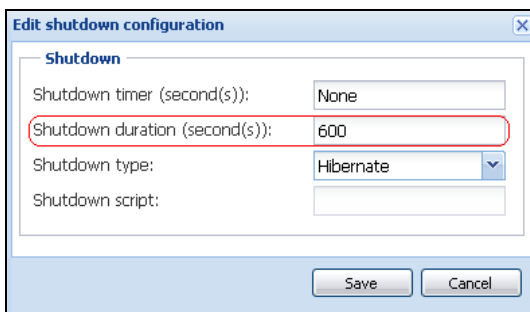 Edit shutdown configuration
Shutdown
Shutdown timer (second(s)): None
Shutdown duration (second(s)): 600
Shutdown type: Hibernate
Shutdown script:
Save Cancel